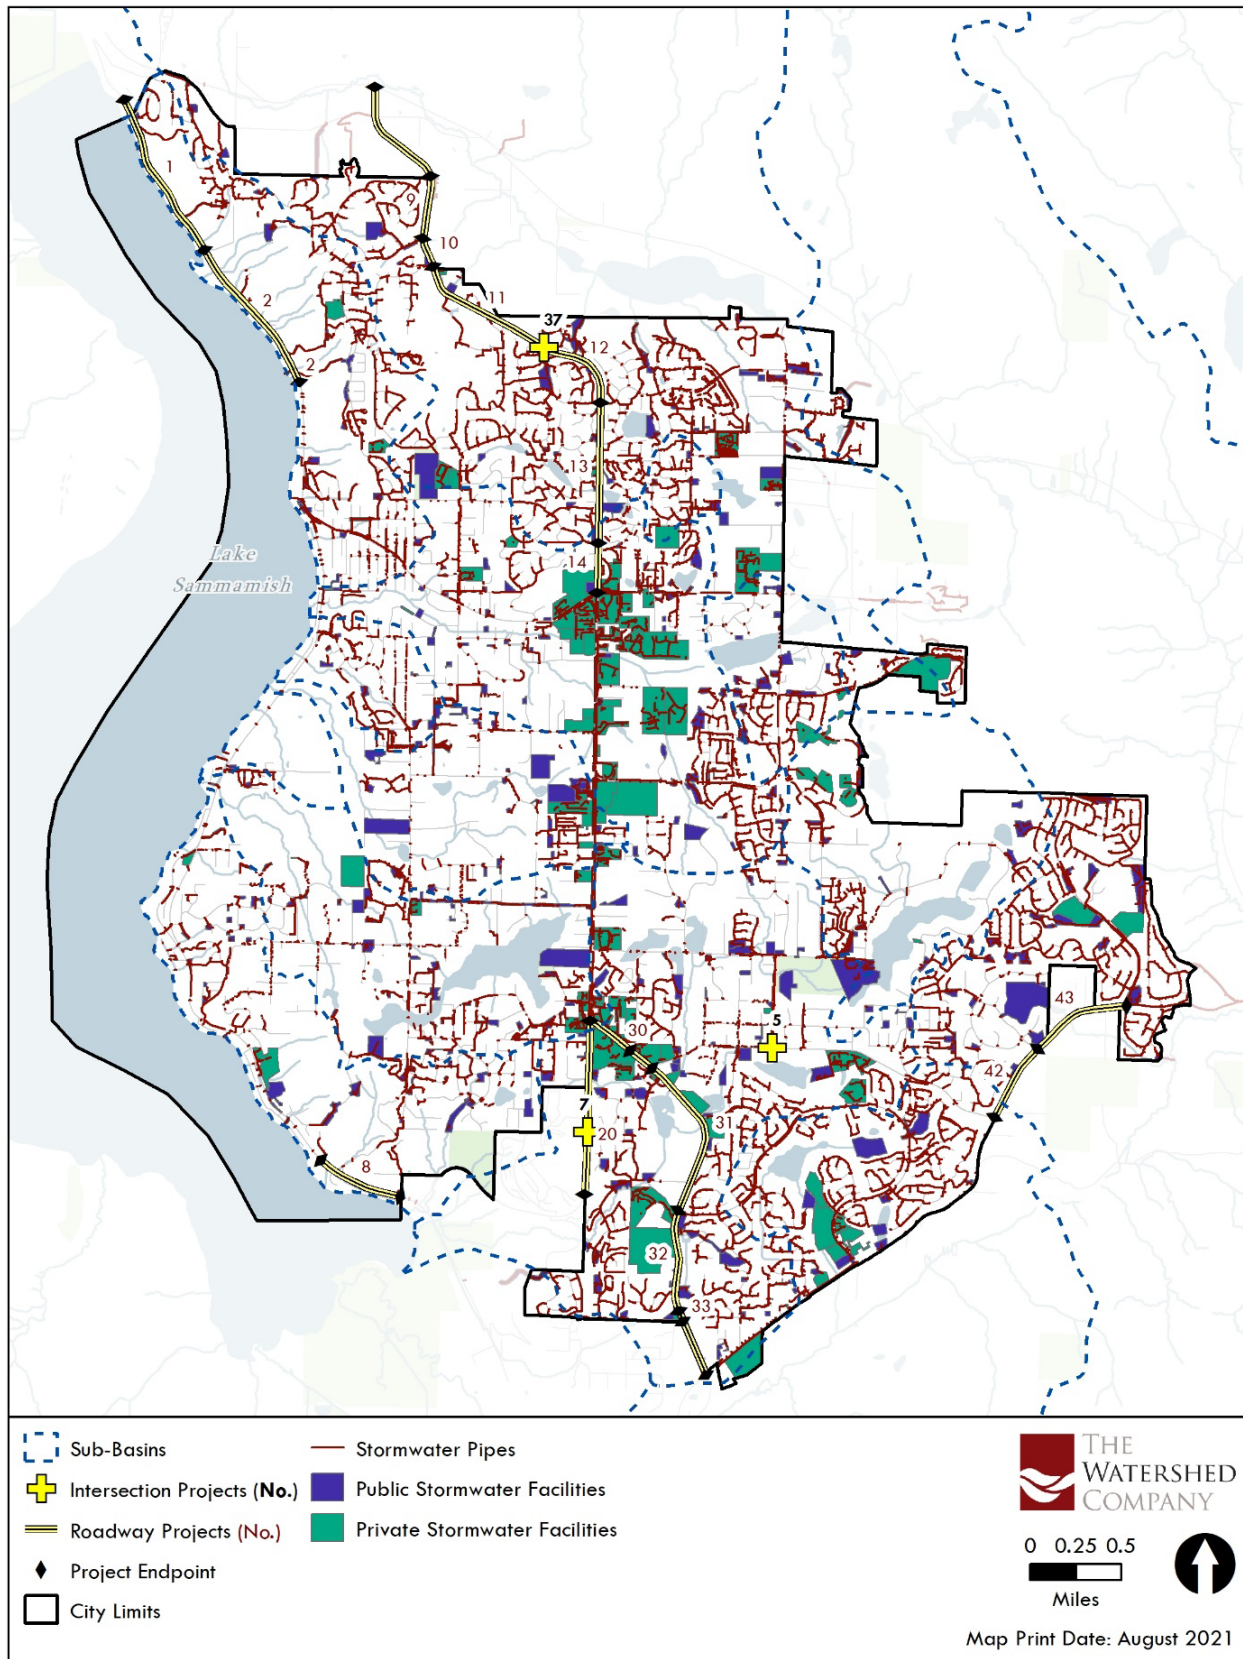 1
9
10
2
11
37
12
2
13
Lake
Sammamish
14
43
30
5
42
7
31
20
8
32
33
Sub-Basins
Intersection Projects (No.)
Roadway Projects (No.)
Project Endpoint
City Limits
Stormwater Pipes
Public Stormwater Facilities
Private Stormwater Facilities
THE
WATERSHED
COMPANY
0 0.25 0.5
Miles
Map Print Date: August 2021